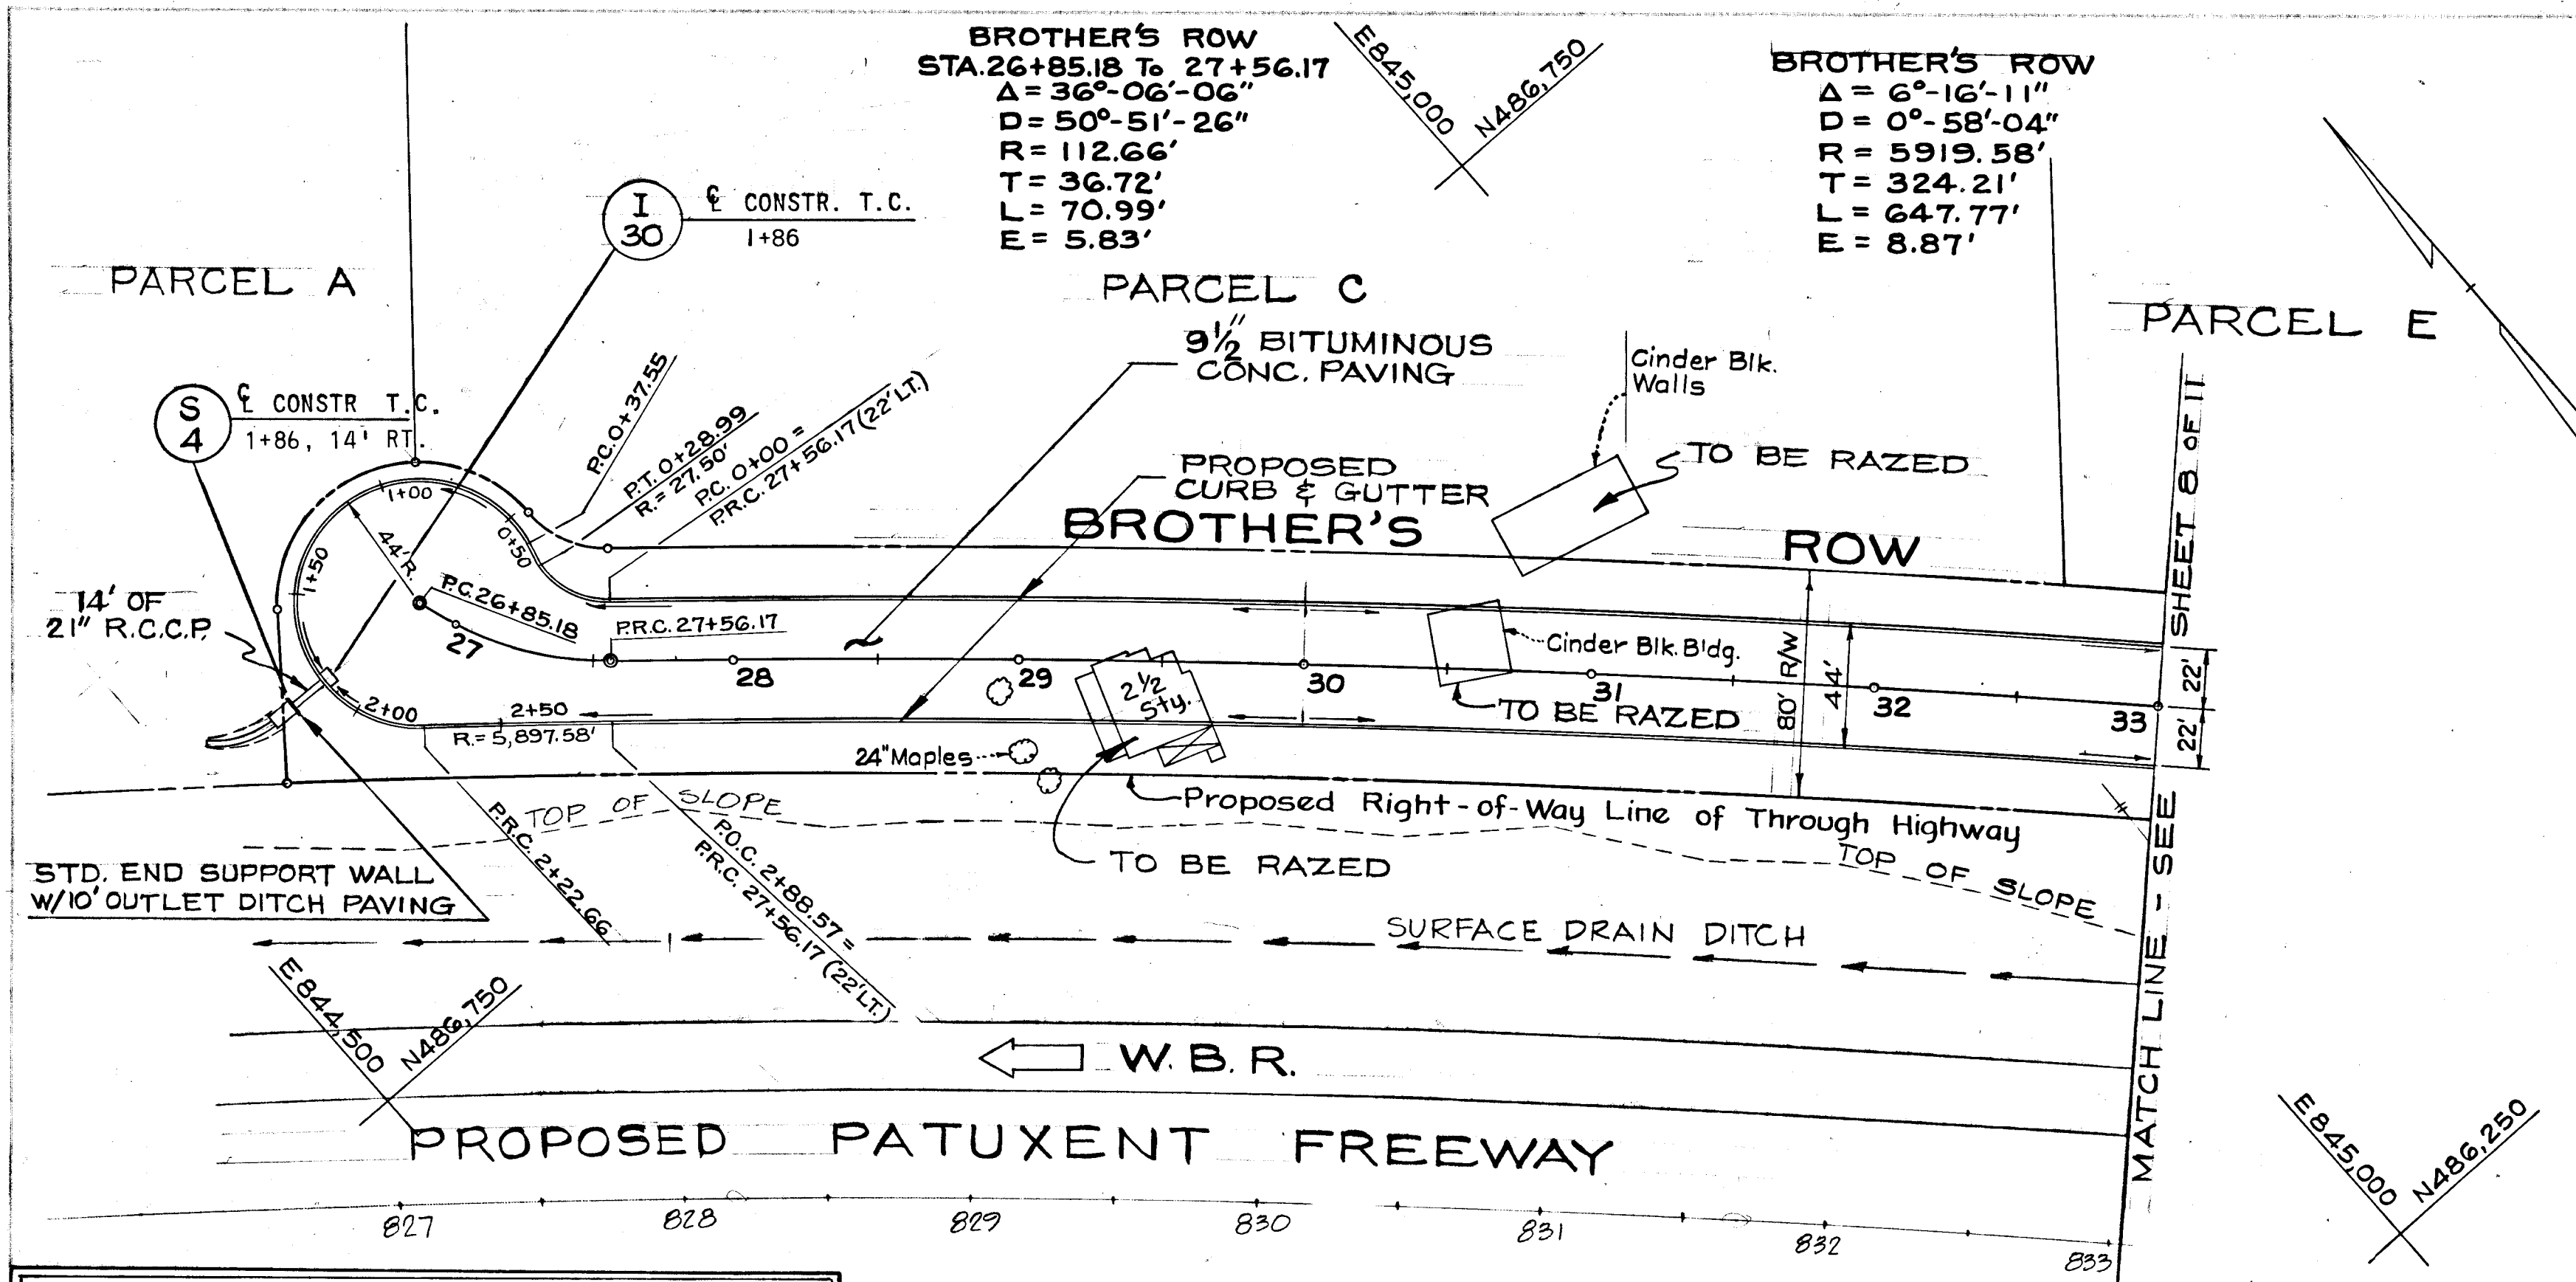 BROTHER'S ROW
STA.26+85.18 To 27+56.17
Δ = 36°-06'-06"
D = 50°-51'-26"
R = 112.66'
T = 36.72'
L = 70.99'
E = 5.83'
E845,000
N486,750
BROTHER'S ROW
Δ = 6°-16'-11"
D = 0°-58'-04"
R = 5919.58'
T = 324.21'
L = 647.77'
E = 8.87'
I
30
℄ CONSTR. T.C.
1+86
PARCEL A
PARCEL C
PARCEL E
9½" BITUMINOUS
CONC. PAVING
Cinder Blk.
Walls
S
4
℄ CONSTR T.C.
1+86, 14' RT.
P.C. 0+37.55
P.T. 0+28.99
R.= 27.50'
P.C. 0+00 =
P.R.C. 27+56.17 (22' LT.)
PROPOSED
CURB & GUTTER
TO BE RAZED
BROTHER'S ROW
1+00
0+50
1+50
44' R.
P.C. 26+85.18
P.R.C. 27+56.17
14' OF
21" R.C.C.P.
Cinder Blk. Bldg.
TO BE RAZED
80' R/W
44'
22'
22'
27
28
29
30
31
32
33
2½
Sty.
2+00
2+50
R.= 5,897.58'
24" Maples
TOP OF SLOPE
Proposed Right-of-Way Line of Through Highway
TO BE RAZED
TOP OF SLOPE
P.R.C. 2+22.66
P.O.C. 2+88.57 =
P.R.C. 27+56.17 (22' LT.)
STD. END SUPPORT WALL
W/10' OUTLET DITCH PAVING
SURFACE DRAIN DITCH
MATCH LINE - SEE SHEET 8 OF 11
E 844,500
N486,750
W. B. R.
PROPOSED PATUXENT FREEWAY
E845,000
N486,250
827
828
829
830
831
832
833